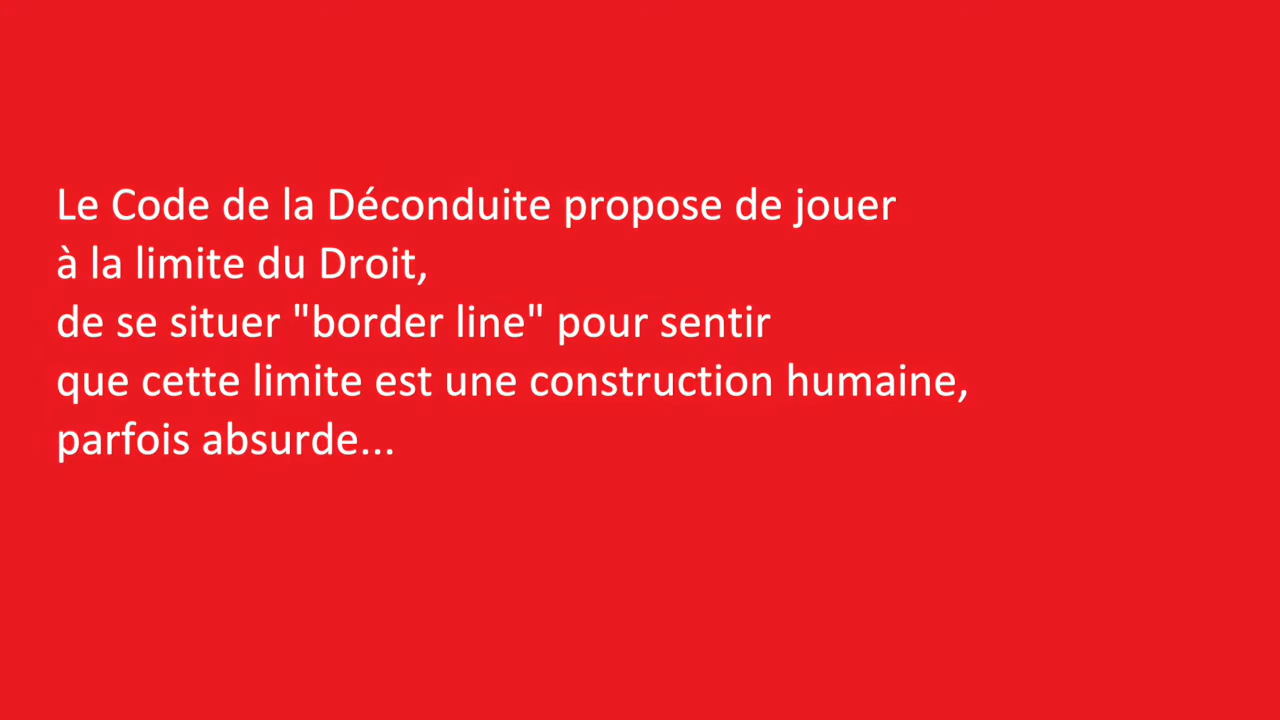 Le Code de la Déconduite propose de jouer
à la limite du Droit,
de se situer "border line" pour sentir
que cette limite est une construction humaine,
parfois absurde...